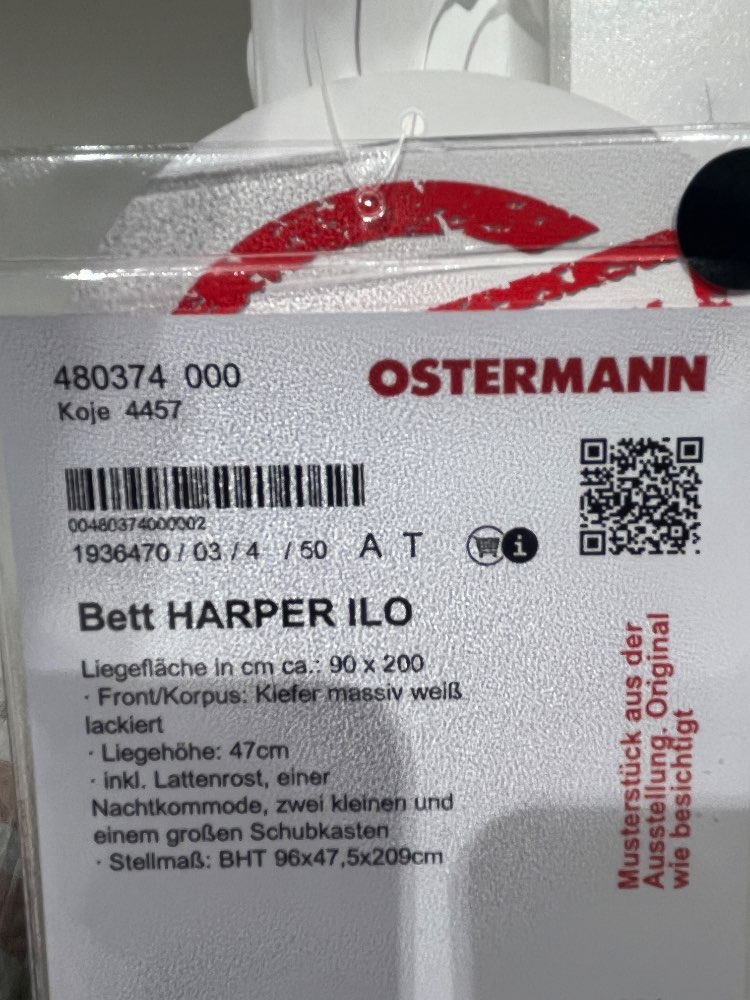 480374 000
Koje 4457
OSTERMANN
00480374000002
1936470 / 03 / 4 / 50 A T
Bett HARPER ILO
Liegefläche in cm ca.: 90 x 200
· Front/Korpus: Kiefer massiv weiß
lackiert
· Liegehöhe: 47cm
· inkl. Lattenrost, einer
Nachtkommode, zwei kleinen und
einem großen Schubkasten
· Stellmaß: BHT 96x47,5x209cm
Musterstück aus der
Ausstellung. Original
wie besichtigt